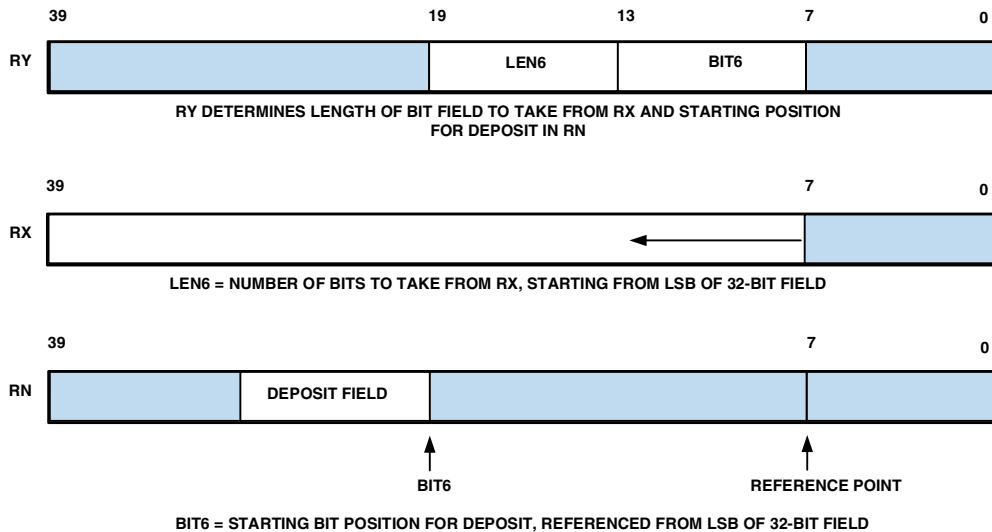 39 19 13 7 0
RY LEN6 BIT6
RY DETERMINES LENGTH OF BIT FIELD TO TAKE FROM RX AND STARTING POSITION
FOR DEPOSIT IN RN
39 7 0
RX
LEN6 = NUMBER OF BITS TO TAKE FROM RX, STARTING FROM LSB OF 32-BIT FIELD
39 7 0
RN DEPOSIT FIELD
BIT6 REFERENCE POINT
BIT6 = STARTING BIT POSITION FOR DEPOSIT, REFERENCED FROM LSB OF 32-BIT FIELD